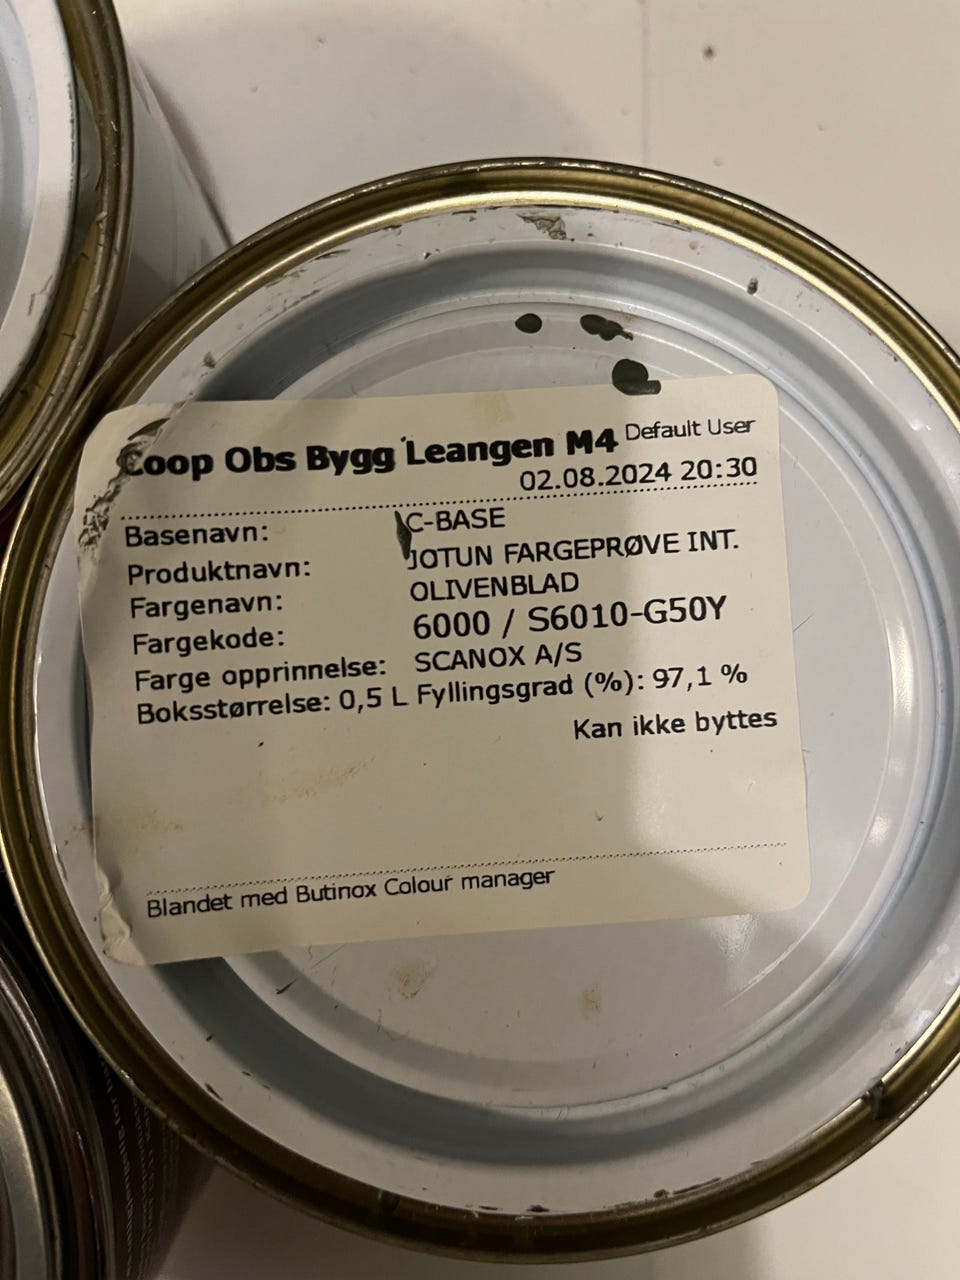 Coop Obs Bygg Leangen M4 Default User
02.08.2024 20:30
Basenavn: C-BASE
Produktnavn: JOTUN FARGEPRØVE INT.
Fargenavn: OLIVENBLAD
Fargekode: 6000 / S6010-G50Y
Farge opprinnelse: SCANOX A/S
Boksstørrelse: 0,5 L Fyllingsgrad (%): 97,1 %
Kan ikke byttes
Blandet med Butinox Colour manager